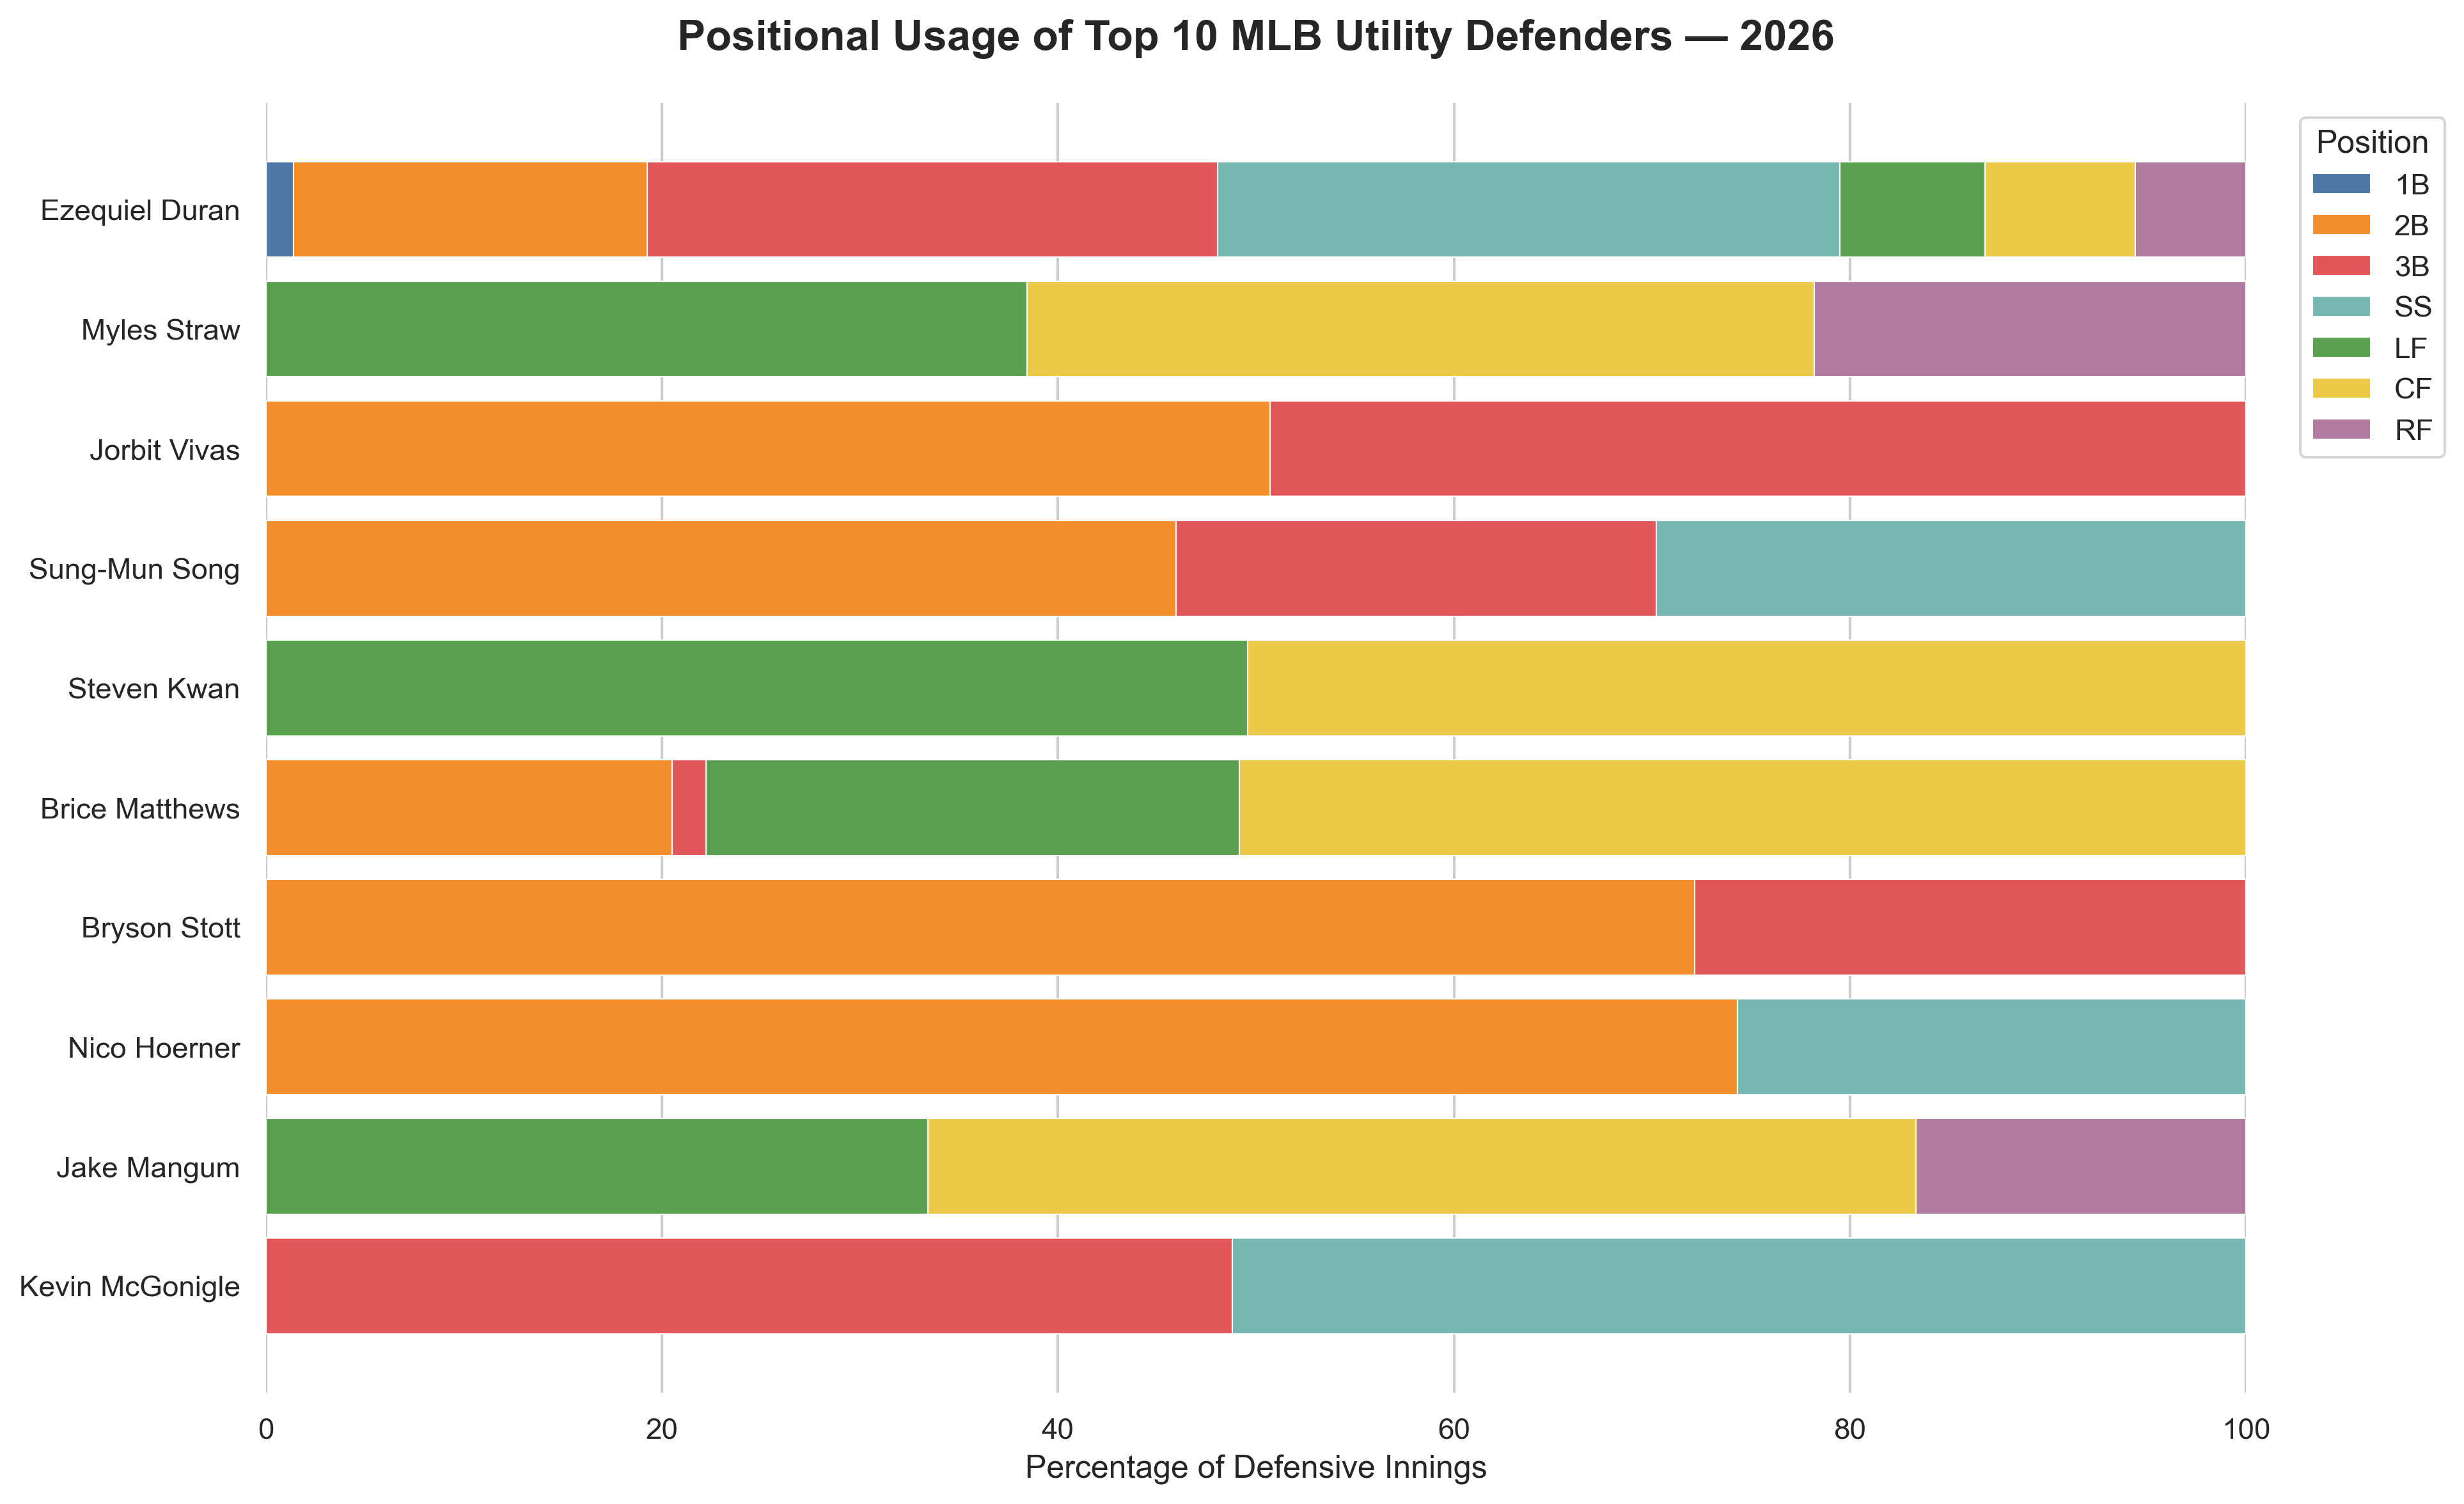 Positional Usage of Top 10 MLB Utility Defenders — 2026
Position
1B
2B
3B
SS
LF
CF
RF
Ezequiel Duran
Myles Straw
Jorbit Vivas
Sung-Mun Song
Steven Kwan
Brice Matthews
Bryson Stott
Nico Hoerner
Jake Mangum
Kevin McGonigle
0 20 40 60 80 100
Percentage of Defensive Innings